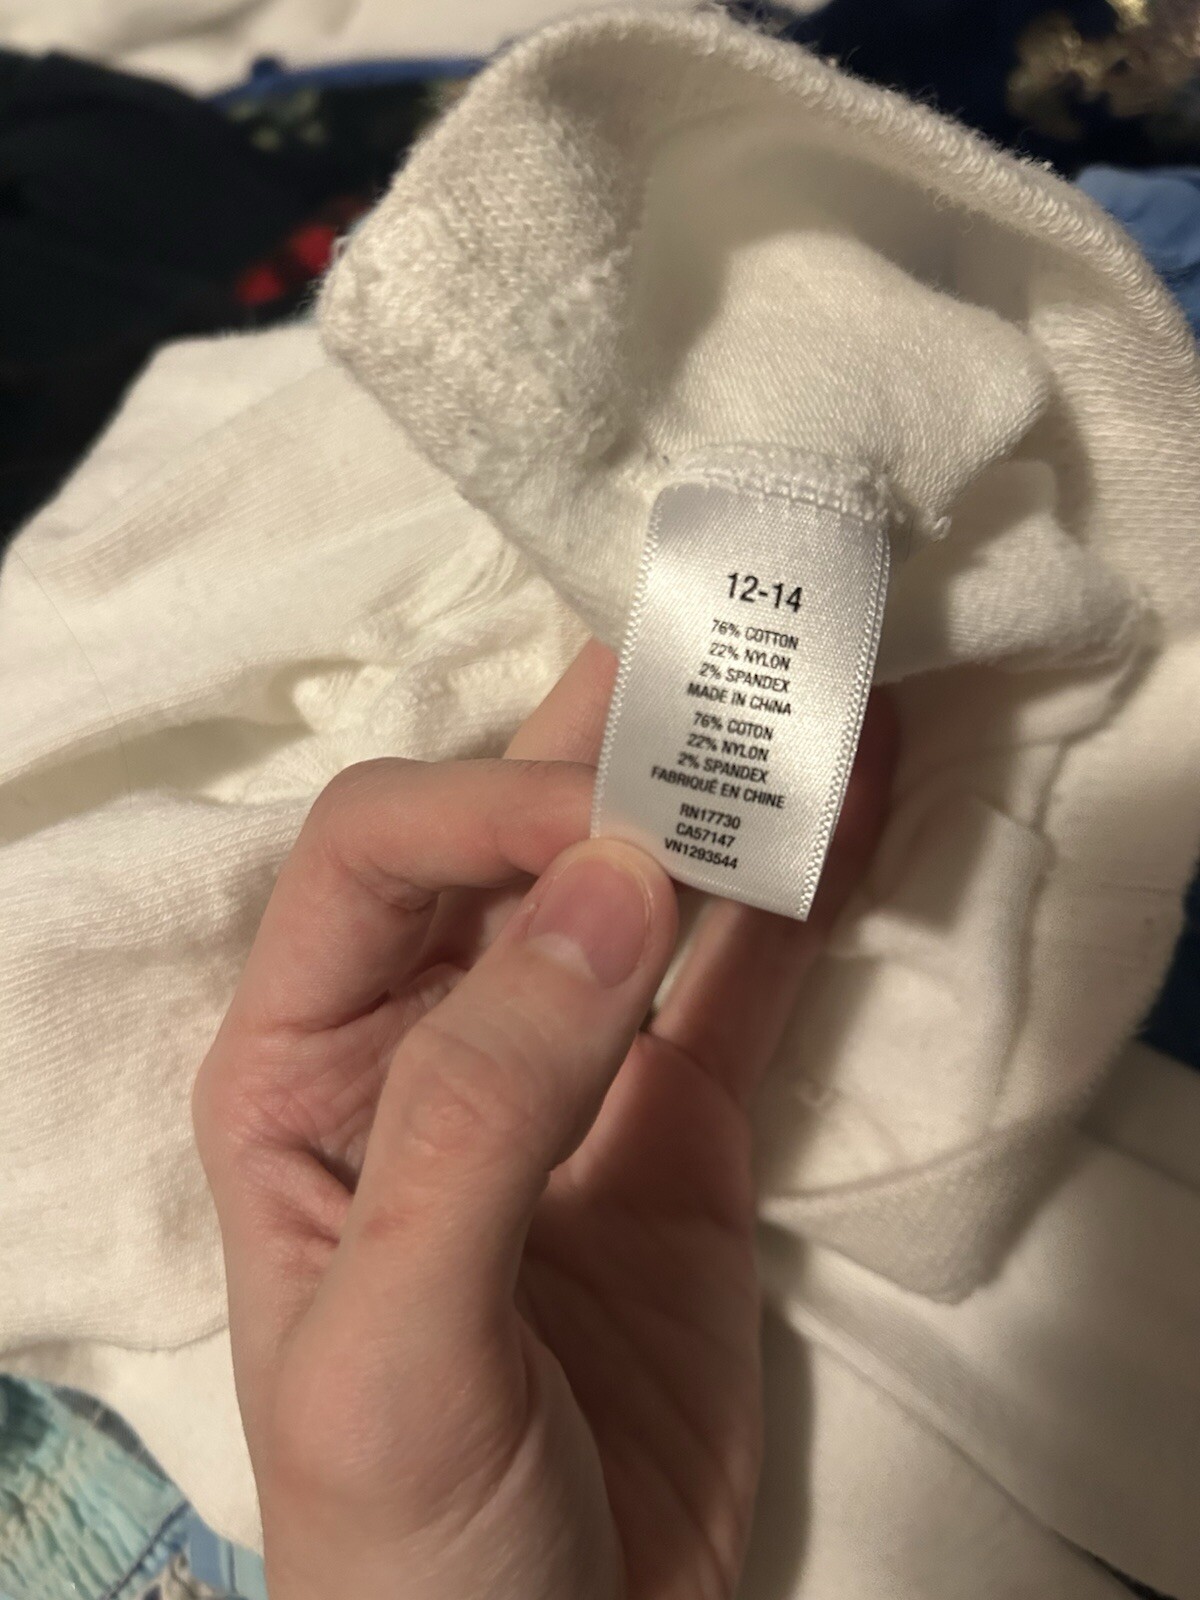 12-14
76% COTTON
22% NYLON
2% SPANDEX
MADE IN CHINA
76% COTON
22% NYLON
2% SPANDEX
FABRIQUÉ EN CHINE
RN17730
CA57147
VN1293544